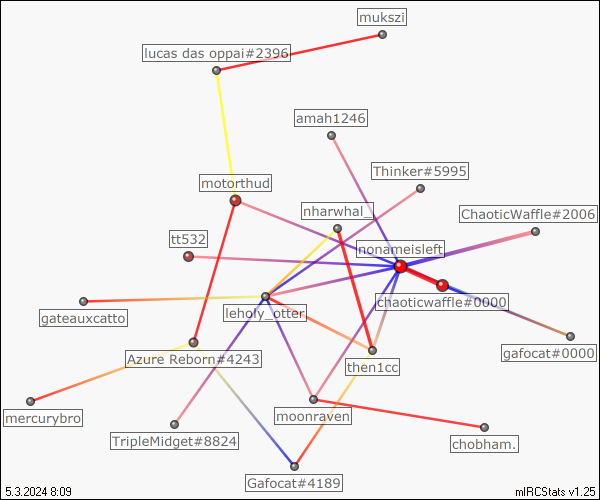 mukszi
lucas das oppai#2396
amah1246
Thinker#5995
motorthud
nharwhal_
ChaoticWaffle#2006
tt532
nonameisleft
chaoticwaffle#0000
leholy_otter
gateauxcatto
gafocat#0000
Azure Reborn#4243
then1cc
mercurybro
moonraven
TripleMidget#8824
chobham.
Gafocat#4189
5.3.2024 8:09
mIRCStats v1.25